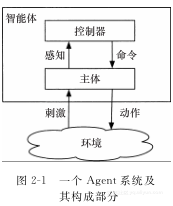 智能体
控制器
感知
命令
主体
刺激
动作
环境
图 2-1 一个 Agent 系统及
其构成部分